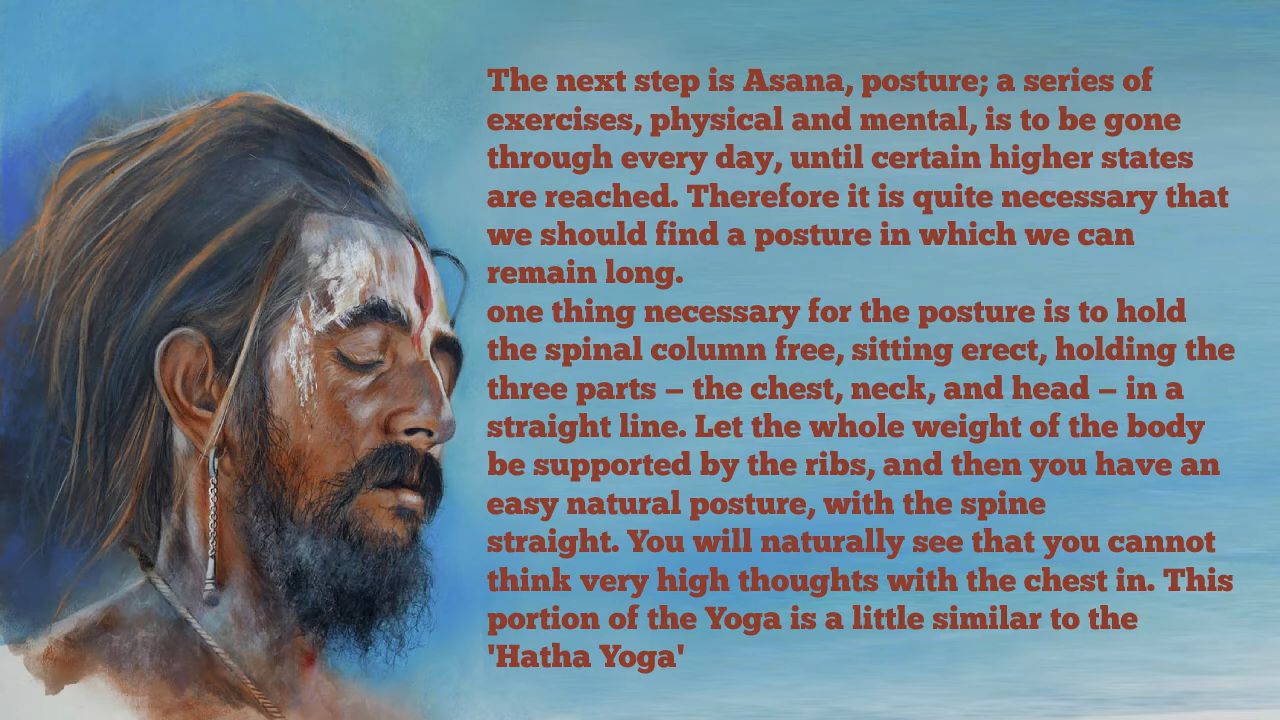 The next step is Asana, posture; a series of
exercises, physical and mental, is to be gone
through every day, until certain higher states
are reached. Therefore it is quite necessary that
we should find a posture in which we can
remain long.
one thing necessary for the posture is to hold
the spinal column free, sitting erect, holding the
three parts – the chest, neck, and head – in a
straight line. Let the whole weight of the body
be supported by the ribs, and then you have an
easy natural posture, with the spine
straight. You will naturally see that you cannot
think very high thoughts with the chest in. This
portion of the Yoga is a little similar to the
'Hatha Yoga'